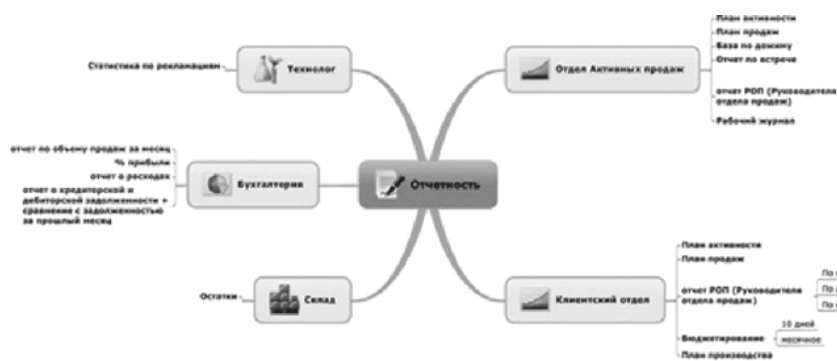 Отчетность
Технолог
Статистика по рекламациям
Бухгалтерия
отчет по объему продаж за месяц
% прибыли
отчет о расходах
отчет о кредиторской и
дебиторской задолженности +
сравнение с задолженностью
за прошлый месяц
Склад
Остатки
Отдел Активных продаж
План активности
План продаж
База по дожиму
Отчет по встрече
отчет РОП (Руководителя
отдела продаж)
Рабочий журнал
Клиентский отдел
План активности
План продаж
отчет РОП (Руководителя
отдела продаж)
По
По
По
Бюджетирование
10 дней
месячное
План производства